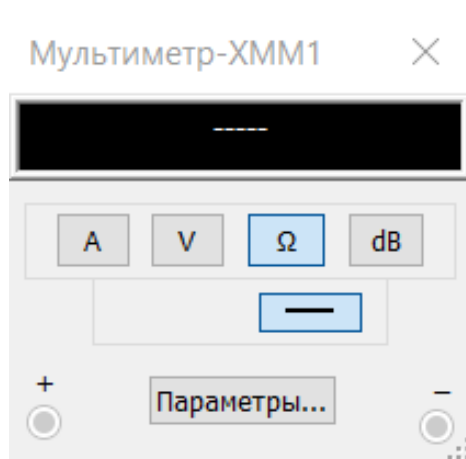 Мультиметр-XMM1
-----
A V Ω dB
+ Параметры... −